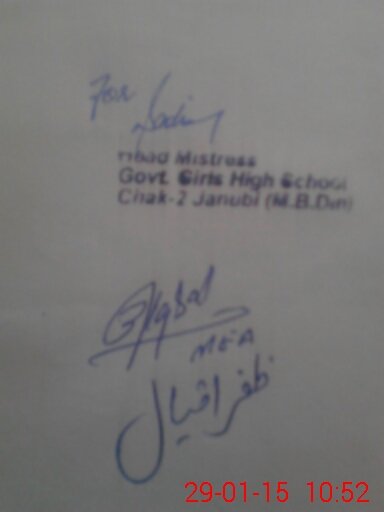 For
Head Mistress
Govt. Girls High School
Chak-2 Janubi (M.B.Din)
Iqbal
MEA
ظفر اقبال
29-01-15 10:52